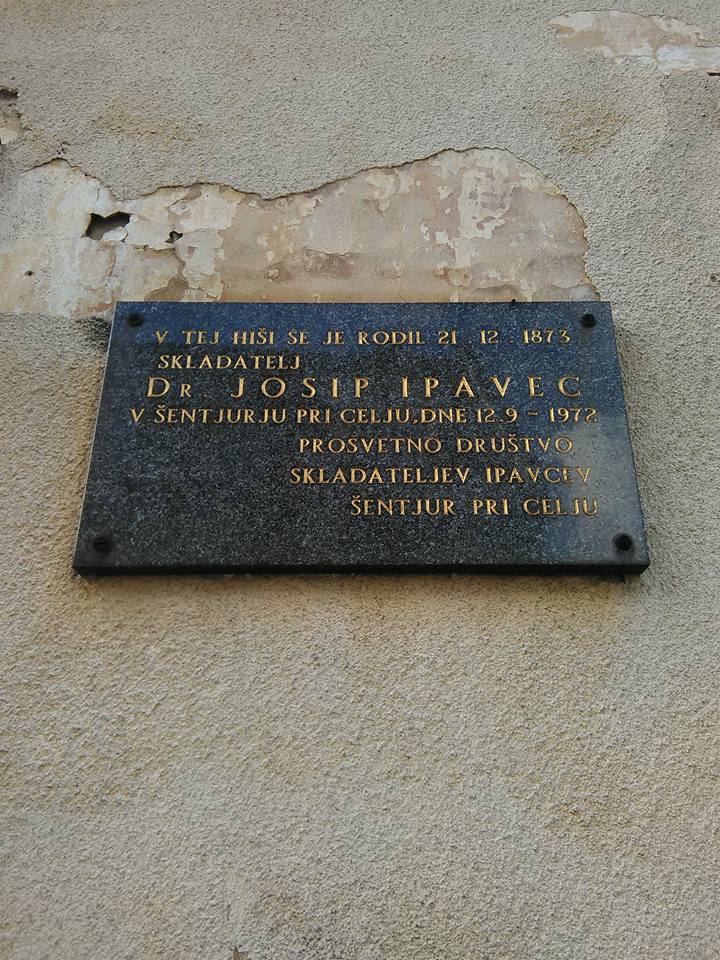 V TEJ HIŠI SE JE RODIL 21. 12. 1873
SKLADATELJ
DR. JOSIP IPAVEC
V ŠENTJURJU PRI CELJU, DNE 12.9 - 1972
PROSVETNO DRUŠTVO
SKLADATELJEV IPAVCEV
ŠENTJUR PRI CELJU